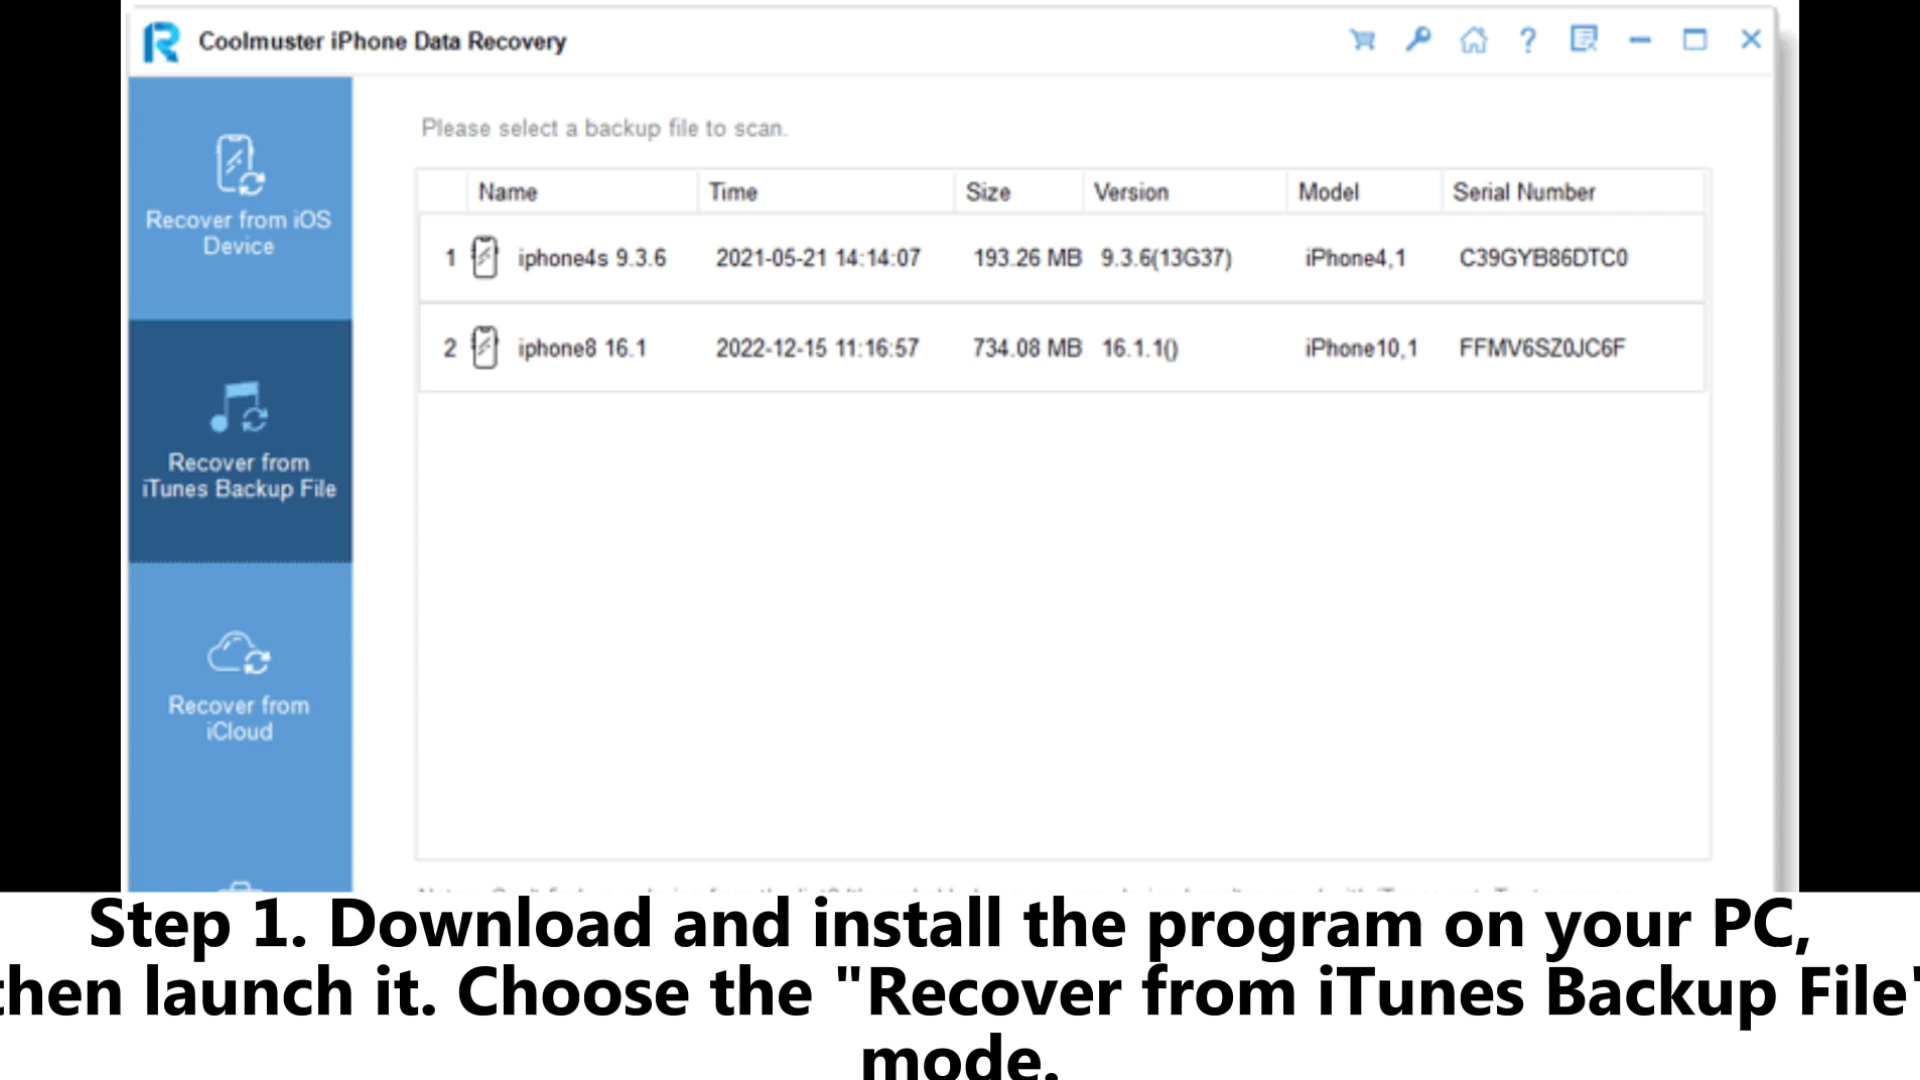 Coolmuster iPhone Data Recovery
Recover from iOS
Device
Recover from
iTunes Backup File
Recover from
iCloud
Please select a backup file to scan.
Name Time Size Version Model Serial Number
1 iphone4s 9.3.6 2021-05-21 14:14:07 193.26 MB 9.3.6(13G37) iPhone4,1 C39GYB86DTC0
2 iphone8 16.1 2022-12-15 11:16:57 734.08 MB 16.1.1() iPhone10,1 FFMV6SZ0JC6F
Step 1. Download and install the program on your PC,
then launch it. Choose the "Recover from iTunes Backup File"
mode.